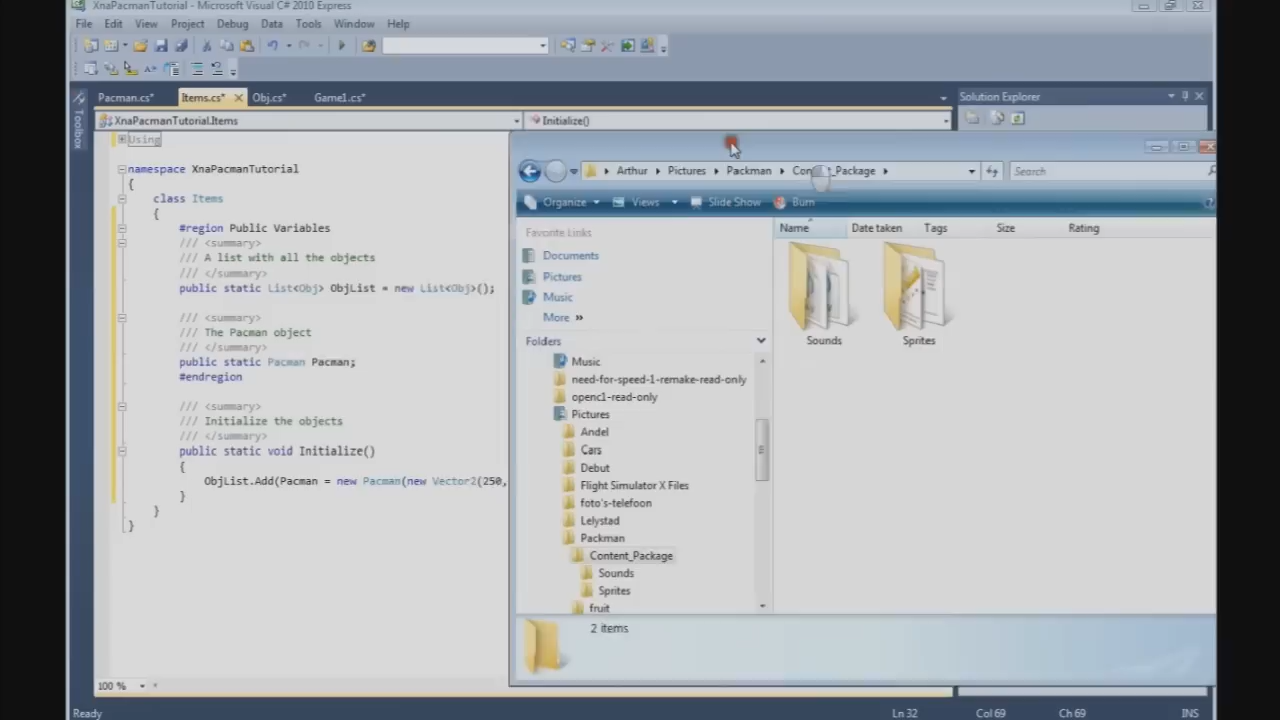 XnaPacmanTutorial - Microsoft Visual C# 2010 Express
File Edit View Project Debug Data Tools Window Help
Pacman.cs* Items.cs* Obj.cs* Game1.cs*
Solution Explorer
XnaPacmanTutorial.Items
Initialize()
Toolbox
Using
namespace XnaPacmanTutorial
{
class Items
{
#region Public Variables
/// <summary>
/// A list with all the objects
/// </summary>
public static List<Obj> ObjList = new List<Obj>();
/// <summary>
/// The Pacman object
/// </summary>
public static Pacman Pacman;
#endregion
/// <summary>
/// Initialize the objects
/// </summary>
public static void Initialize()
{
ObjList.Add(Pacman = new Pacman(new Vector2(250,
}
}
}
100 %
Arthur Pictures Packman Content_Package
Search
Organize Views Slide Show Burn
Favorite Links
Documents
Pictures
Music
More »
Folders
Music
need-for-speed-1-remake-read-only
openc1-read-only
Pictures
Andel
Cars
Debut
Flight Simulator X Files
foto's-telefoon
Lelystad
Packman
Content_Package
Sounds
Sprites
fruit
Name Date taken Tags Size Rating
Sounds Sprites
2 items
Ready Ln 32 Col 69 Ch 69 INS